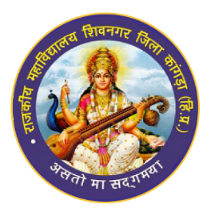 राजकीय महाविद्यालय शिवनगर जिला कांगड़ा (हि.प्र.)
असतो मा सद्गमया